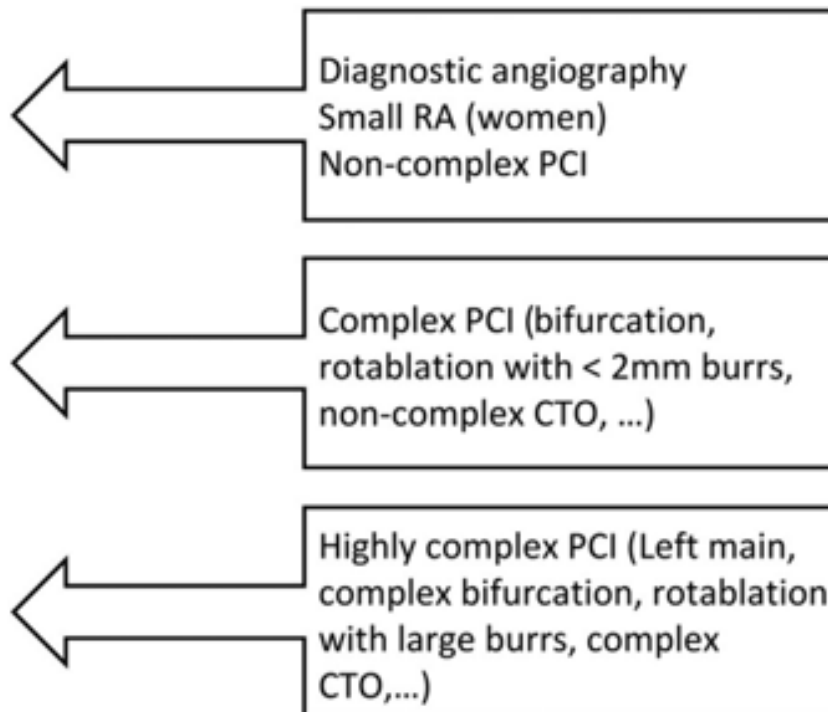 Diagnostic angiography
Small RA (women)
Non-complex PCI
Complex PCI (bifurcation,
rotablation with < 2mm burrs,
non-complex CTO, ...)
Highly complex PCI (Left main,
complex bifurcation, rotablation
with large burrs, complex
CTO,...)